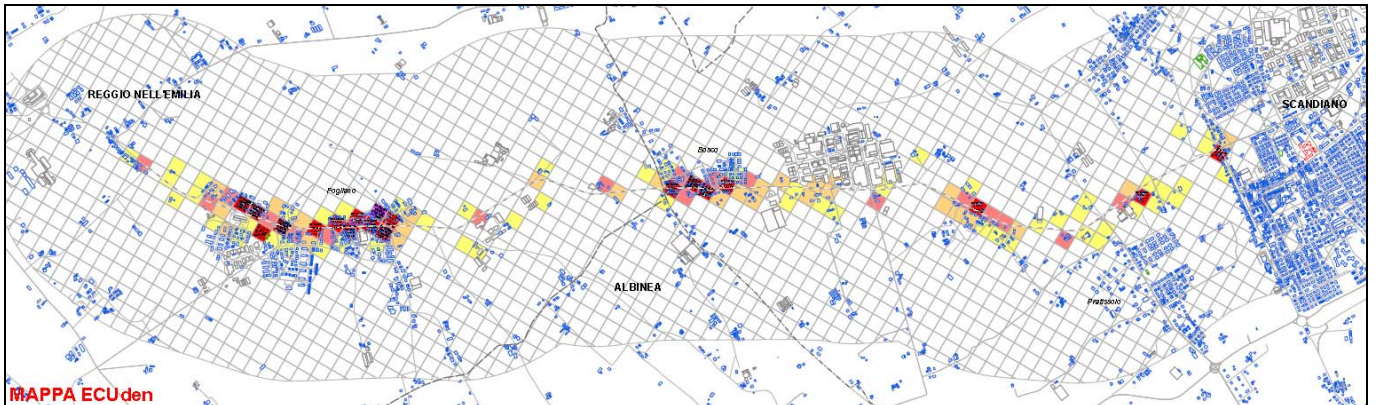 REGGIO NELL'EMILIA
SCANDIANO
Bosco
Fogliano
ALBINEA
Pratissolo
MAPPA ECUden